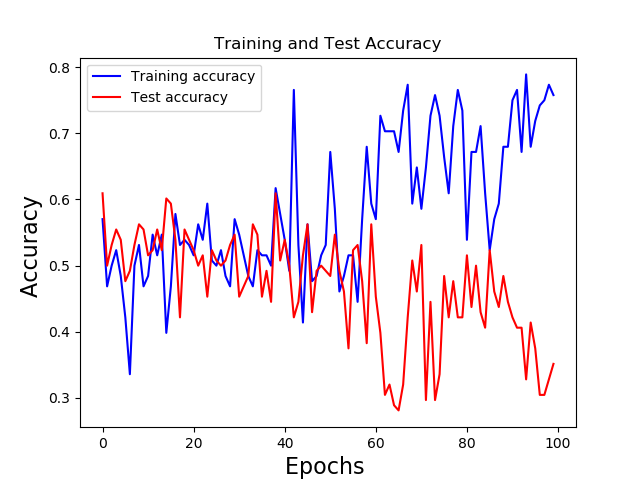 Training and Test Accuracy
Training accuracy
Test accuracy
Accuracy
0.8
0.7
0.6
0.5
0.4
0.3
0 20 40 60 80 100
Epochs